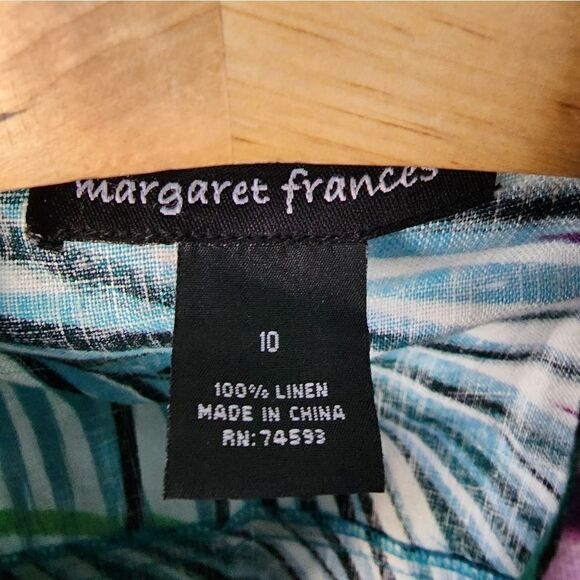 margaret frances
10
100% LINEN
MADE IN CHINA
RN: 74593